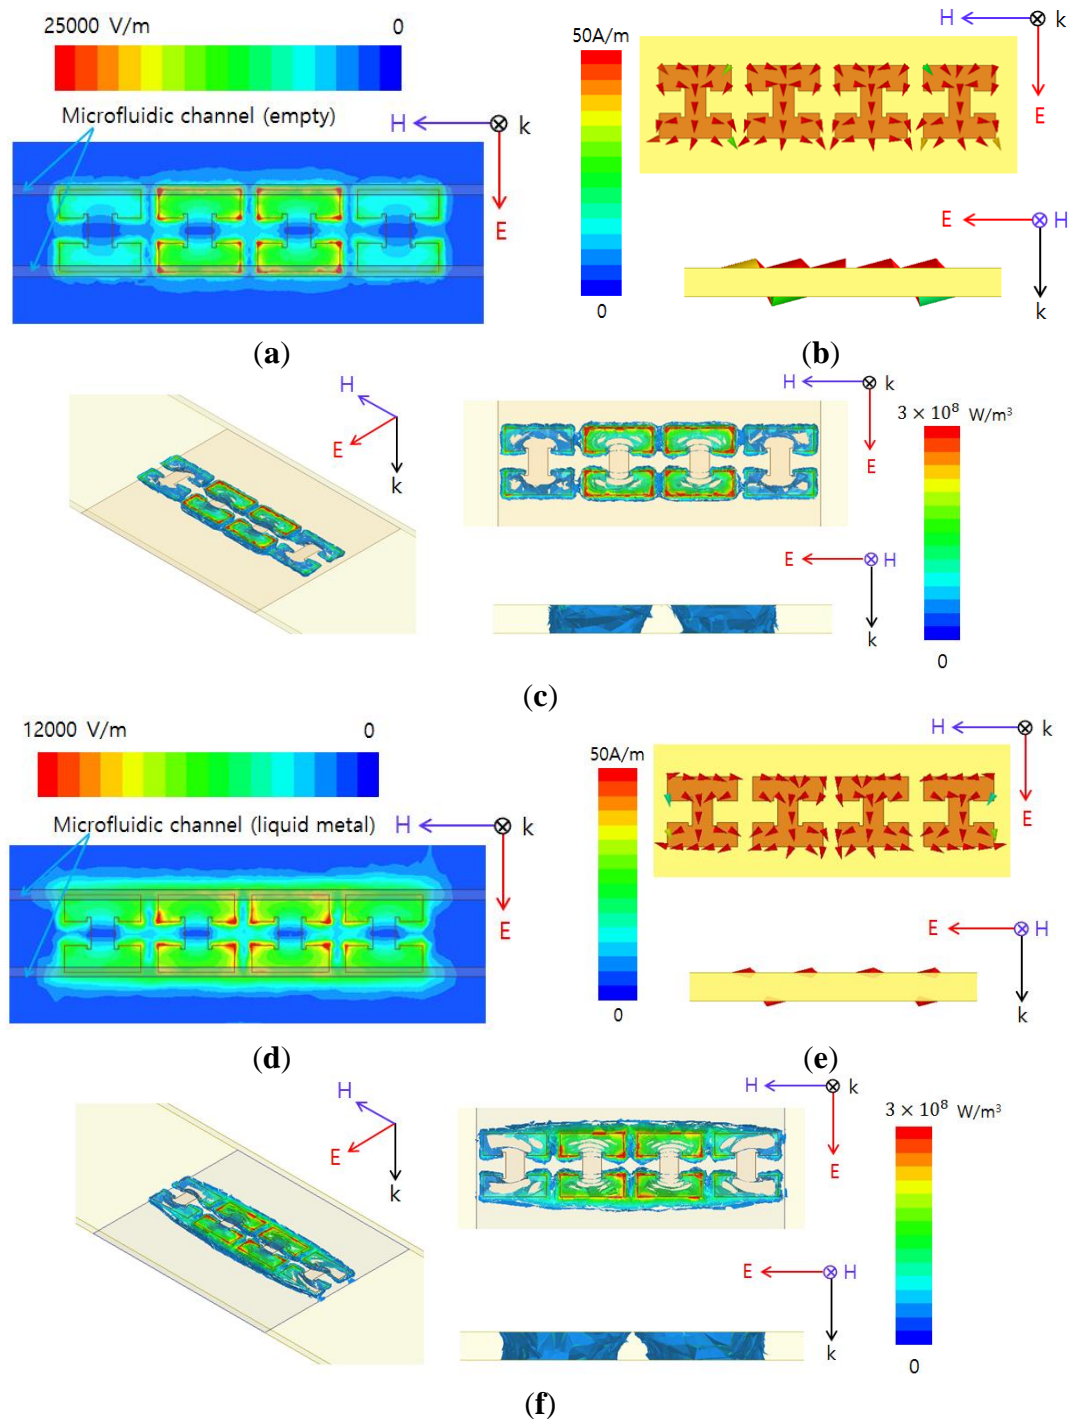 25000 V/m 0
Microfluidic channel (empty)
H k
E
(a)
50A/m
0
H k
E
E H
k
(b)
H
E
k
H k
E
E H
k
3 × 10⁸ W/m³
0
(c)
12000 V/m 0
Microfluidic channel (liquid metal)
H k
E
(d)
50A/m
0
H k
E
E H
k
(e)
H
E
k
H k
E
E H
k
3 × 10⁸ W/m³
0
(f)